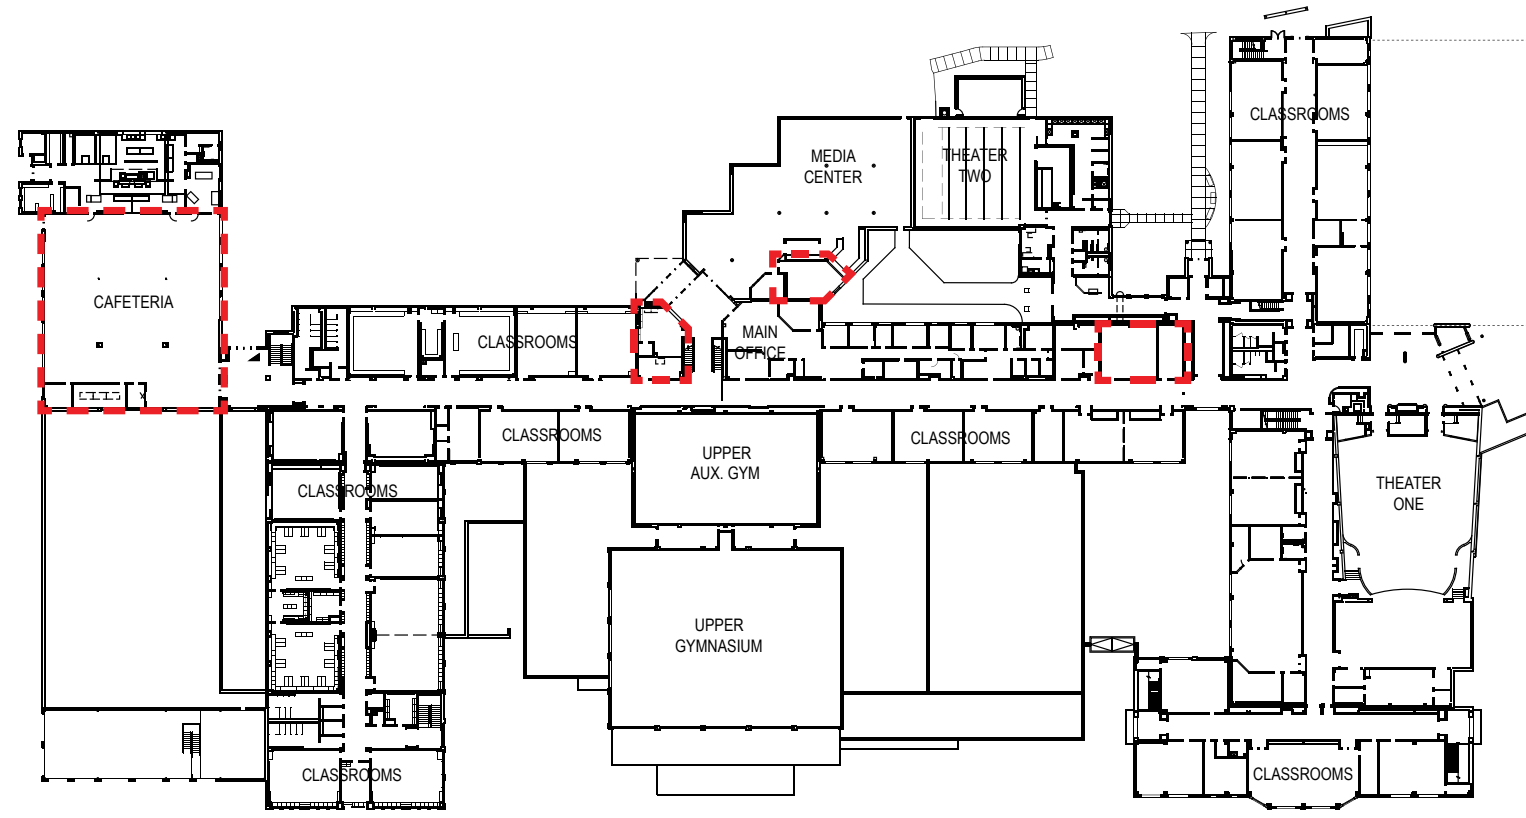 CLASSROOMS
MEDIA
CENTER
THEATER
TWO
CAFETERIA
CLASSROOMS
MAIN
OFFICE
CLASSROOMS
CLASSROOMS
UPPER
AUX. GYM
CLASSROOMS
THEATER
ONE
UPPER
GYMNASIUM
CLASSROOMS
CLASSROOMS